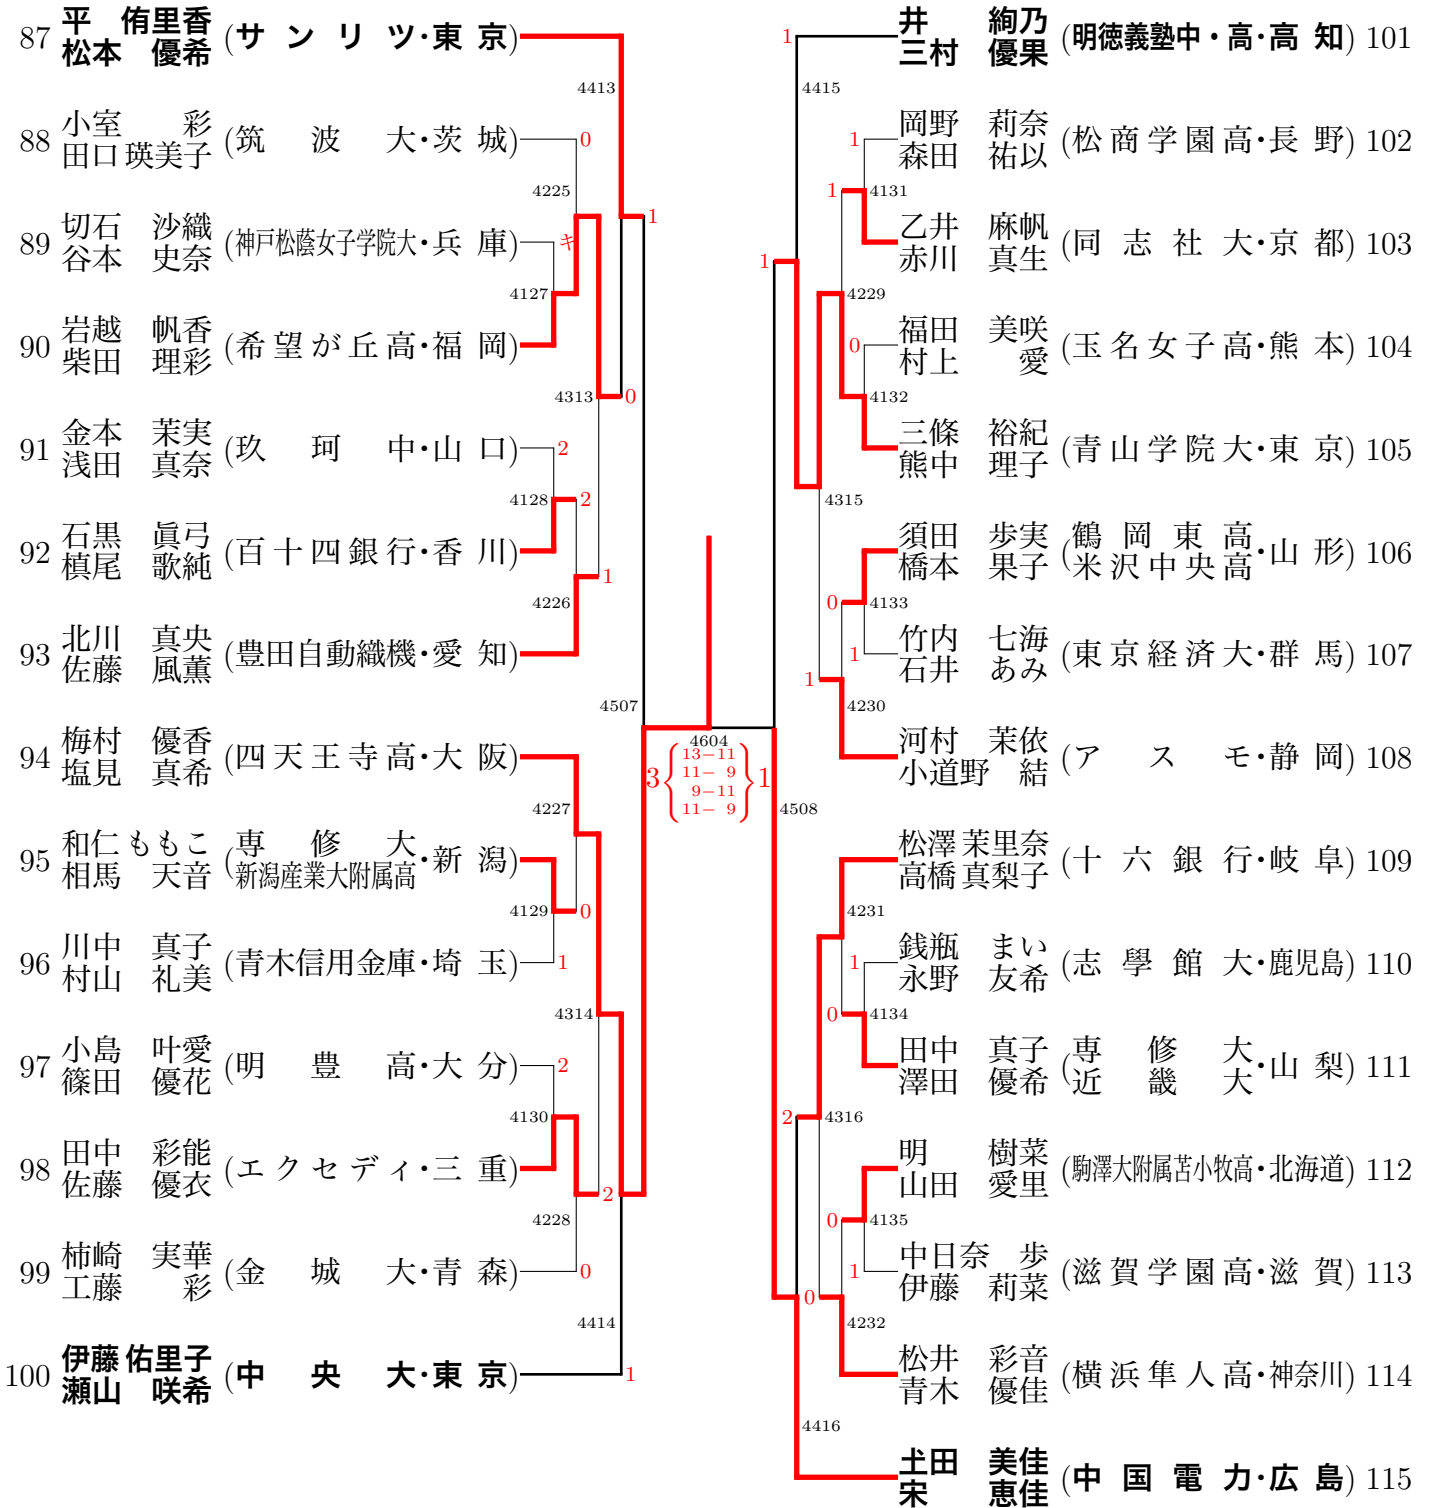 87 平 侑里香 松本 優希 (サンリツ・東京)
4413
88 小室 彩 田口 瑛美子 (筑波大・茨城)
0
4225
89 切石 沙織 谷本 史奈 (神戸松蔭女子学院大・兵庫)
キ
1
4127
90 岩越 帆香 柴田 理彩 (希望が丘高・福岡)
4313
0
91 金本 茉実 浅田 真奈 (玖珂中・山口)
2
4128
2
92 石黒 眞弓 槙尾 歌純 (百十四銀行・香川)
1
4226
93 北川 真央 佐藤 風薫 (豊田自動織機・愛知)
4507
94 梅村 優香 塩見 真希 (四天王寺高・大阪)
4227
95 和仁 ももこ 相馬 天音 (専修大 新潟産業大附属高・新潟)
4129
0
96 川中 真子 村山 礼美 (青木信用金庫・埼玉)
1
4314
97 小島 叶愛 篠田 優花 (明豊高・大分)
2
4130
98 田中 彩能 佐藤 優衣 (エクセディ・三重)
2
4228
99 柿崎 実華 工藤 彩 (金城大・青森)
0
4414
100 伊藤 佑里子 瀬山 咲希 (中央大・東京)
1
4604
3 {13-11 11- 9 9-11 11- 9} 1
1
井 絢乃 三村 優果 (明徳義塾中・高・高知) 101
4415
岡野 莉奈 森田 祐以 (松商学園高・長野) 102
1
1
4131
乙井 麻帆 赤川 真生 (同志社大・京都) 103
1
4229
福田 美咲 村上 愛 (玉名女子高・熊本) 104
0
4132
三條 裕紀 熊中 理子 (青山学院大・東京) 105
4315
須田 歩実 橋本 果子 (鶴岡東高 米沢中央高・山形) 106
0
4133
竹内 七海 石井 あみ (東京経済大・群馬) 107
1
1
4230
河村 茉依 小道野 結 (アスモ・静岡) 108
4508
松澤 茉里奈 高橋 真梨子 (十六銀行・岐阜) 109
4231
銭瓶 まい 永野 友希 (志學館大・鹿児島) 110
1
0
4134
田中 真子 澤田 優希 (専修大 近畿大・山梨) 111
2
4316
明 樹菜 山田 愛里 (駒澤大附属苫小牧高・北海道) 112
0
4135
中日奈 歩 伊藤 莉菜 (滋賀学園高・滋賀) 113
1
0
4232
松井 彩音 青木 優佳 (横浜隼人高・神奈川) 114
4416
土田 美佳 宋 恵佳 (中国電力・広島) 115